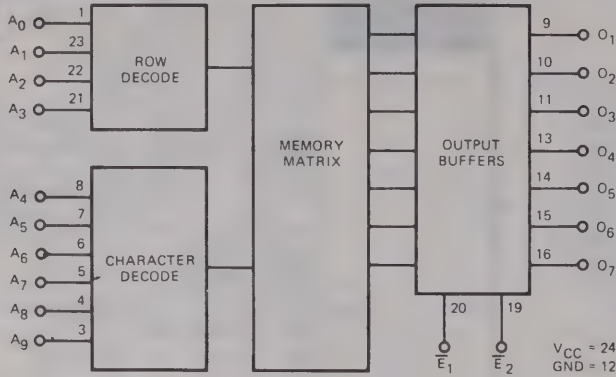 A0 1
A1 23
A2 22
A3 21
ROW
DECODE
A4 8
A5 7
A6 6
A7 5
A8 4
A9 3
CHARACTER
DECODE
MEMORY
MATRIX
OUTPUT
BUFFERS
9 O1
10 O2
11 O3
13 O4
14 O5
15 O6
16 O7
20 19
E̅1 E̅2
VCC = 24
GND = 12